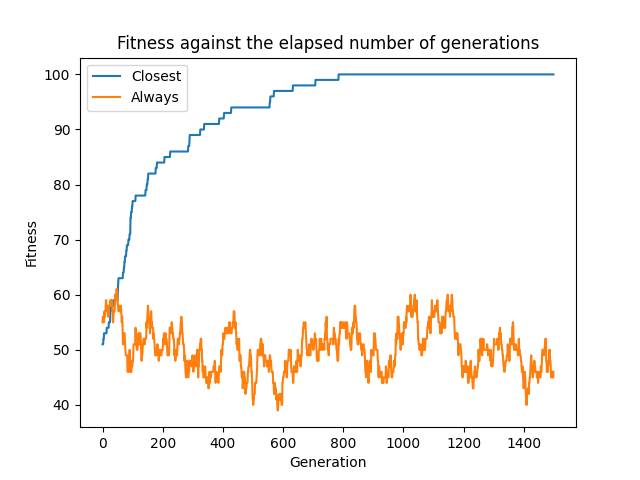 Fitness against the elapsed number of generations
Closest
Always
100
90
80
70
60
50
40
Fitness
0 200 400 600 800 1000 1200 1400
Generation